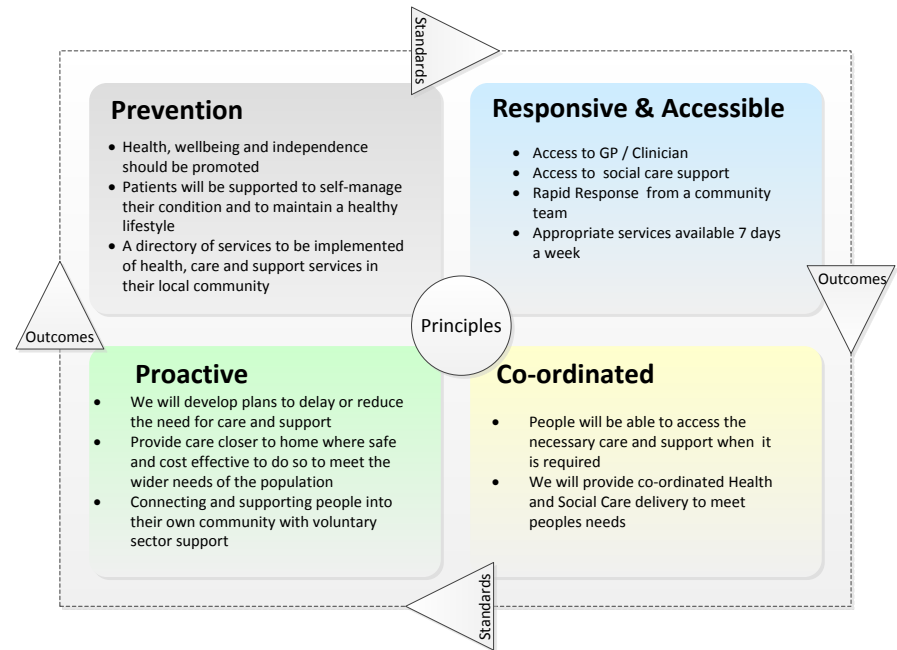 Standards
Prevention
• Health, wellbeing and independence
should be promoted
• Patients will be supported to self-manage
their condition and to maintain a healthy
lifestyle
• A directory of services to be implemented
of health, care and support services in
their local community
Responsive & Accessible
• Access to GP / Clinician
• Access to social care support
• Rapid Response from a community
team
• Appropriate services available 7 days
a week
Outcomes
Principles
Outcomes
Proactive
• We will develop plans to delay or reduce
the need for care and support
• Provide care closer to home where safe
and cost effective to do so to meet the
wider needs of the population
• Connecting and supporting people into
their own community with voluntary
sector support
Co-ordinated
• People will be able to access the
necessary care and support when it
is required
• We will provide co-ordinated Health
and Social Care delivery to meet
peoples needs
Standards